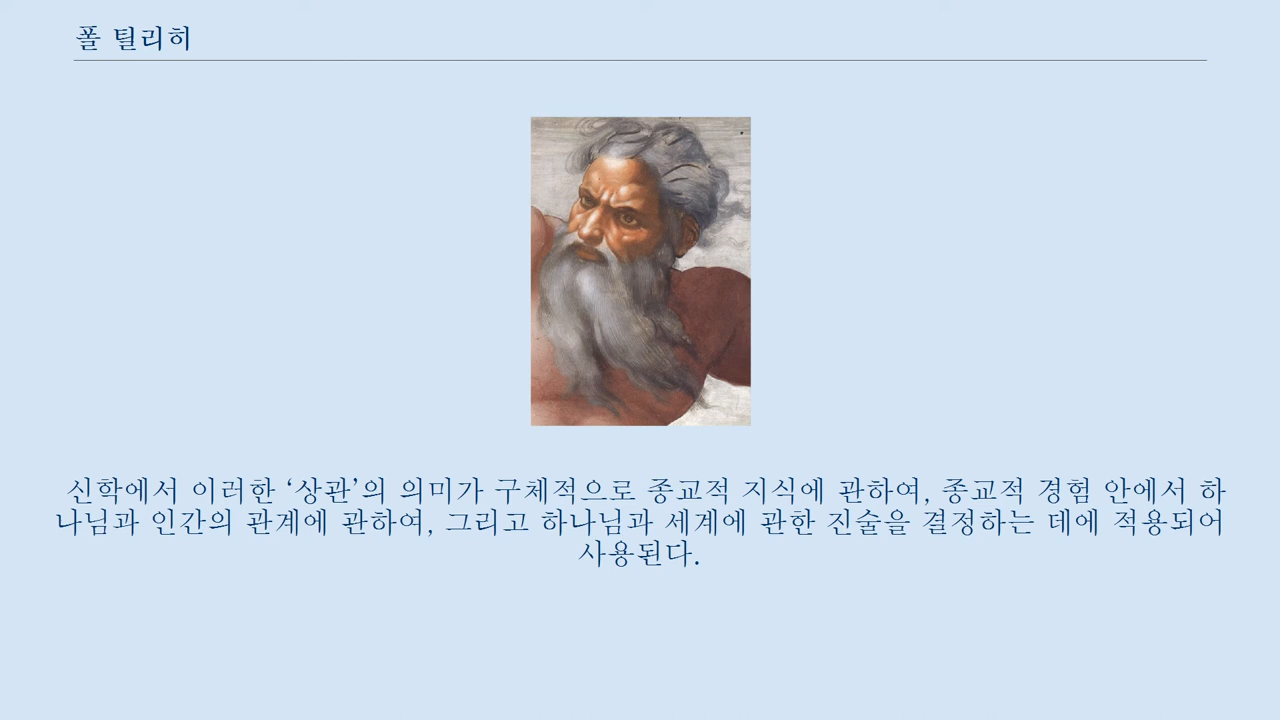 폴 틸리히
신학에서 이러한 ‘상관’의 의미가 구체적으로 종교적 지식에 관하여, 종교적 경험 안에서 하
나님과 인간의 관계에 관하여, 그리고 하나님과 세계에 관한 진술을 결정하는 데에 적용되어
사용된다.